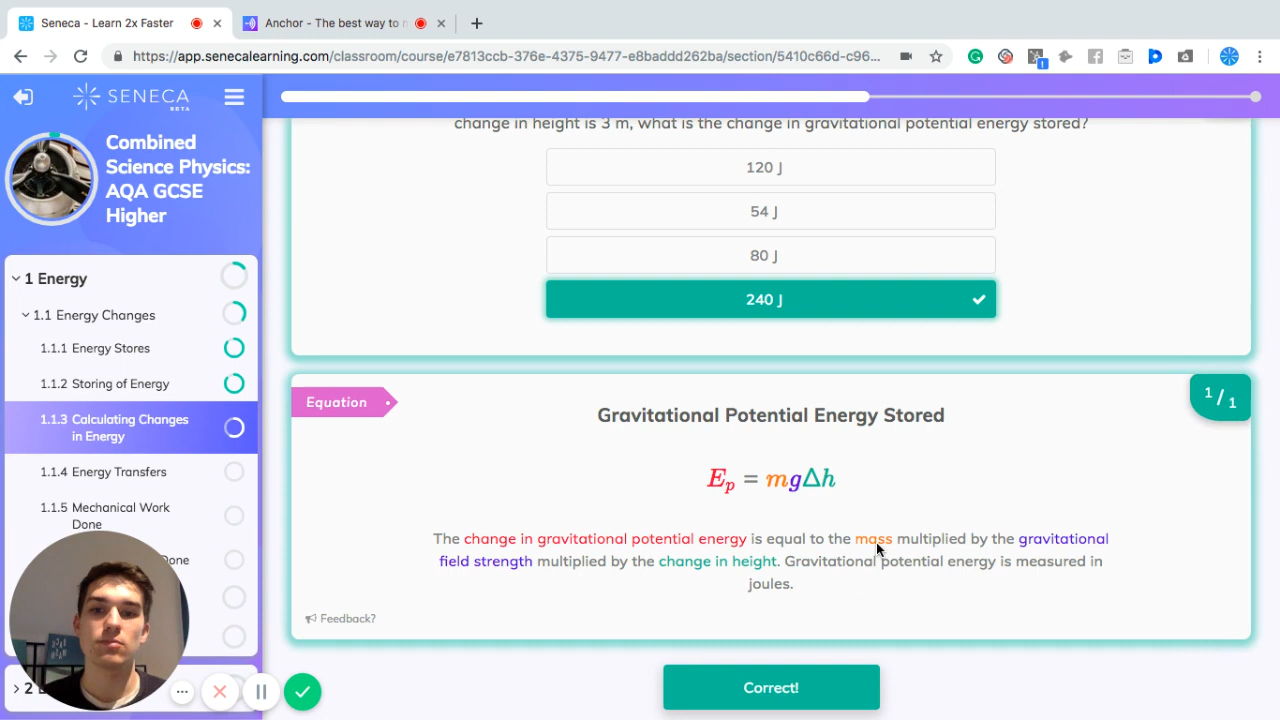 Seneca - Learn 2x Faster
Anchor - The best way to
https://app.senecalearning.com/classroom/course/e7813ccb-376e-4375-9477-e8baddd262ba/section/5410c66d-c96...
SENECA
BETA
Combined
Science Physics:
AQA GCSE
Higher
1 Energy
1.1 Energy Changes
1.1.1 Energy Stores
1.1.2 Storing of Energy
1.1.3 Calculating Changes
in Energy
1.1.4 Energy Transfers
1.1.5 Mechanical Work
Done
2
change in height is 3 m, what is the change in gravitational potential energy stored?
120 J
54 J
80 J
240 J
Equation
1/1
Gravitational Potential Energy Stored
Eₚ = mgΔh
The change in gravitational potential energy is equal to the mass multiplied by the gravitational
field strength multiplied by the change in height. Gravitational potential energy is measured in
joules.
Feedback?
Correct!